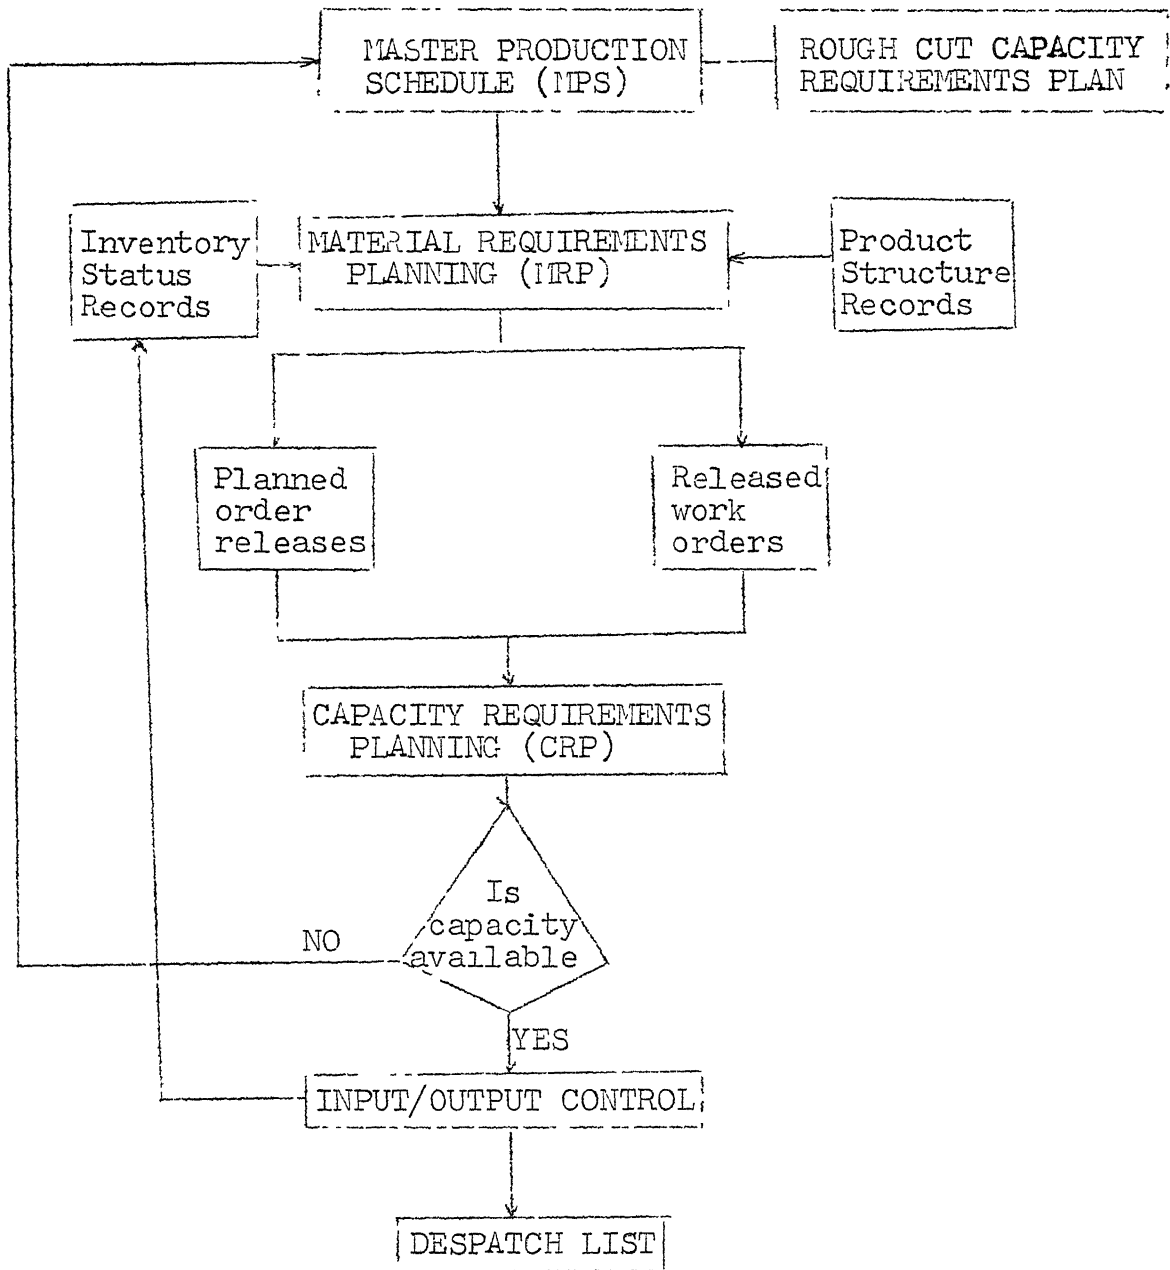 MASTER PRODUCTION
SCHEDULE (MPS)
ROUGH CUT CAPACITY
REQUIREMENTS PLAN
Inventory
Status
Records
MATERIAL REQUIREMENTS
PLANNING (MRP)
Product
Structure
Records
Planned
order
releases
Released
work
orders
CAPACITY REQUIREMENTS
PLANNING (CRP)
Is
capacity
available
NO
YES
INPUT/OUTPUT CONTROL
DESPATCH LIST